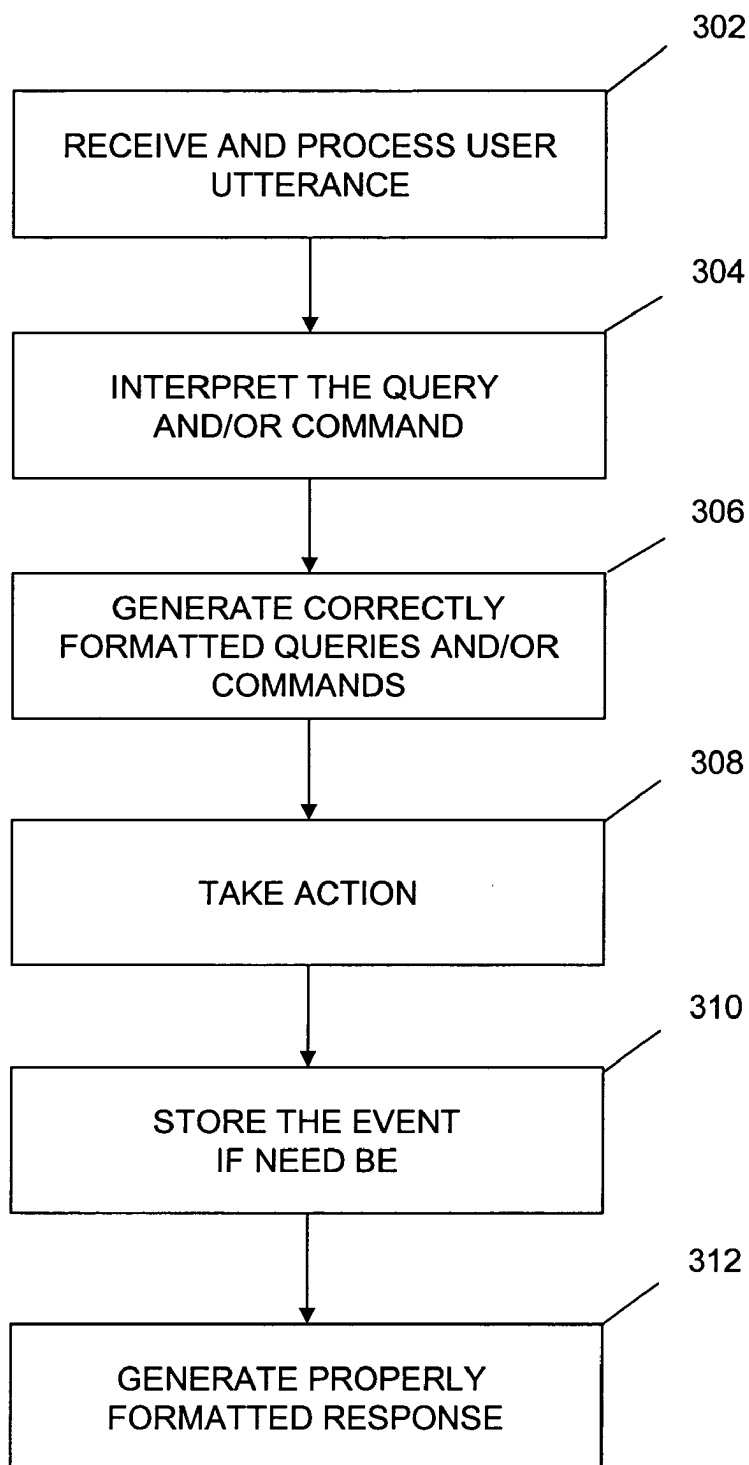 302
RECEIVE AND PROCESS USER
UTTERANCE
304
INTERPRET THE QUERY
AND/OR COMMAND
306
GENERATE CORRECTLY
FORMATTED QUERIES AND/OR
COMMANDS
308
TAKE ACTION
310
STORE THE EVENT
IF NEED BE
312
GENERATE PROPERLY
FORMATTED RESPONSE